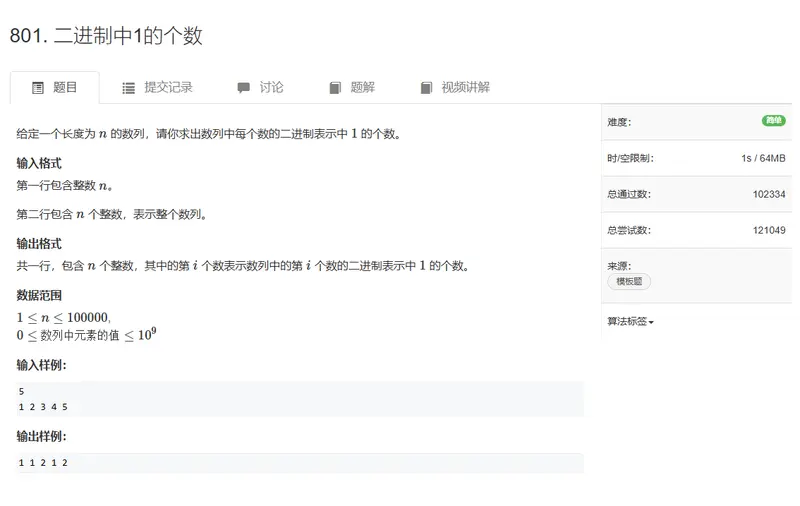 801. 二进制中1的个数
题目 提交记录 讨论 题解 视频讲解
给定一个长度为 n 的数列，请你求出数列中每个数的二进制表示中 1 的个数。
输入格式
第一行包含整数 n。
第二行包含 n 个整数，表示整个数列。
输出格式
共一行，包含 n 个整数，其中的第 i 个数表示数列中的第 i 个数的二进制表示中 1 的个数。
数据范围
1 ≤ n ≤ 100000,
0 ≤ 数列中元素的值 ≤ 10⁹
输入样例：
5
1 2 3 4 5
输出样例：
1 1 2 1 2
难度： 简单
时/空限制： 1s / 64MB
总通过数： 102334
总尝试数： 121049
来源：
模板题
算法标签